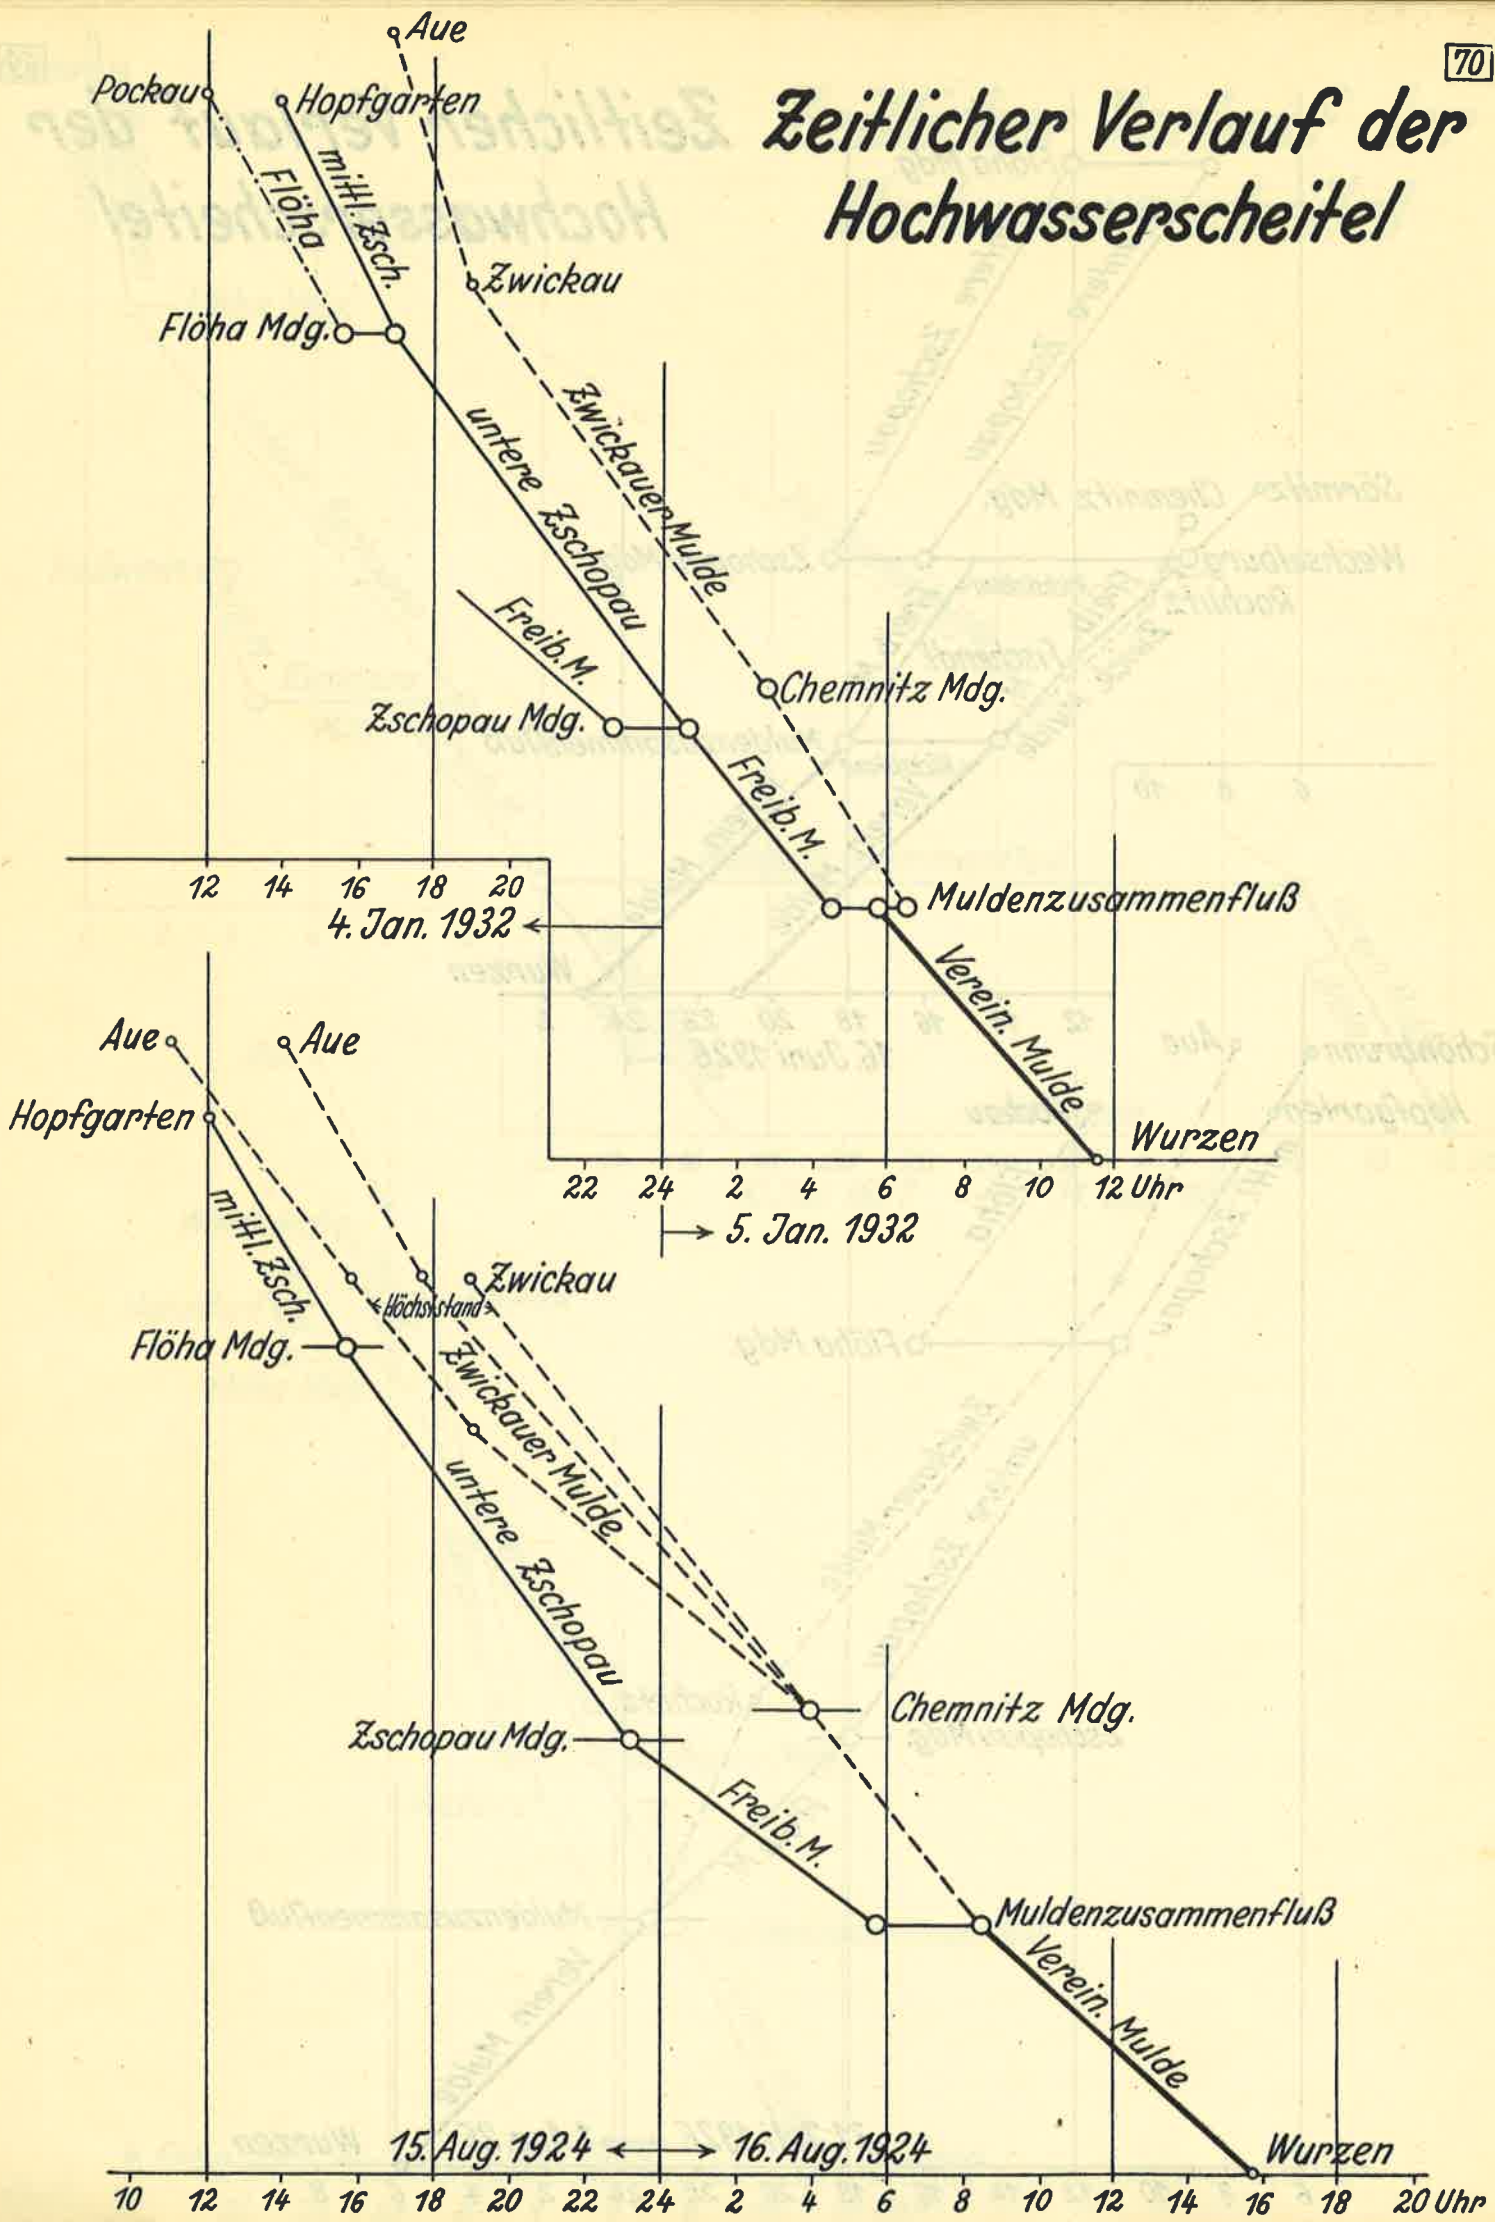 70
Zeitlicher Verlauf der
Hochwasserscheitel
Aue
Pockau
Hopfgarten
Flöha
mittl. Zsch.
Zwickau
Flöha Mdg.
untere Zschopau
Zwickauer Mulde
Freib. M.
Chemnitz Mdg.
Zschopau Mdg.
Freib. M.
12 14 16 18 20
Muldenzusammenfluß
4. Jan. 1932
Verein. Mulde
Wurzen
22 24 2 4 6 8 10 12 Uhr
5. Jan. 1932
Aue
Aue
Hopfgarten
mittl. Zsch.
Zwickau
Höchststand
Flöha Mdg.
Zwickauer Mulde
untere Zschopau
Chemnitz Mdg.
Zschopau Mdg.
Freib. M.
Muldenzusammenfluß
Verein. Mulde
15. Aug. 1924
16. Aug. 1924
Wurzen
10 12 14 16 18 20 22 24 2 4 6 8 10 12 14 16 18 20 Uhr